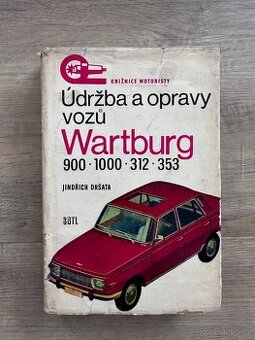 KNIŽNICE MOTORISTY
Údržba a opravy
vozů
Wartburg
900 · 1000 · 312 · 353
JINDŘICH DRŠATA
SNTL